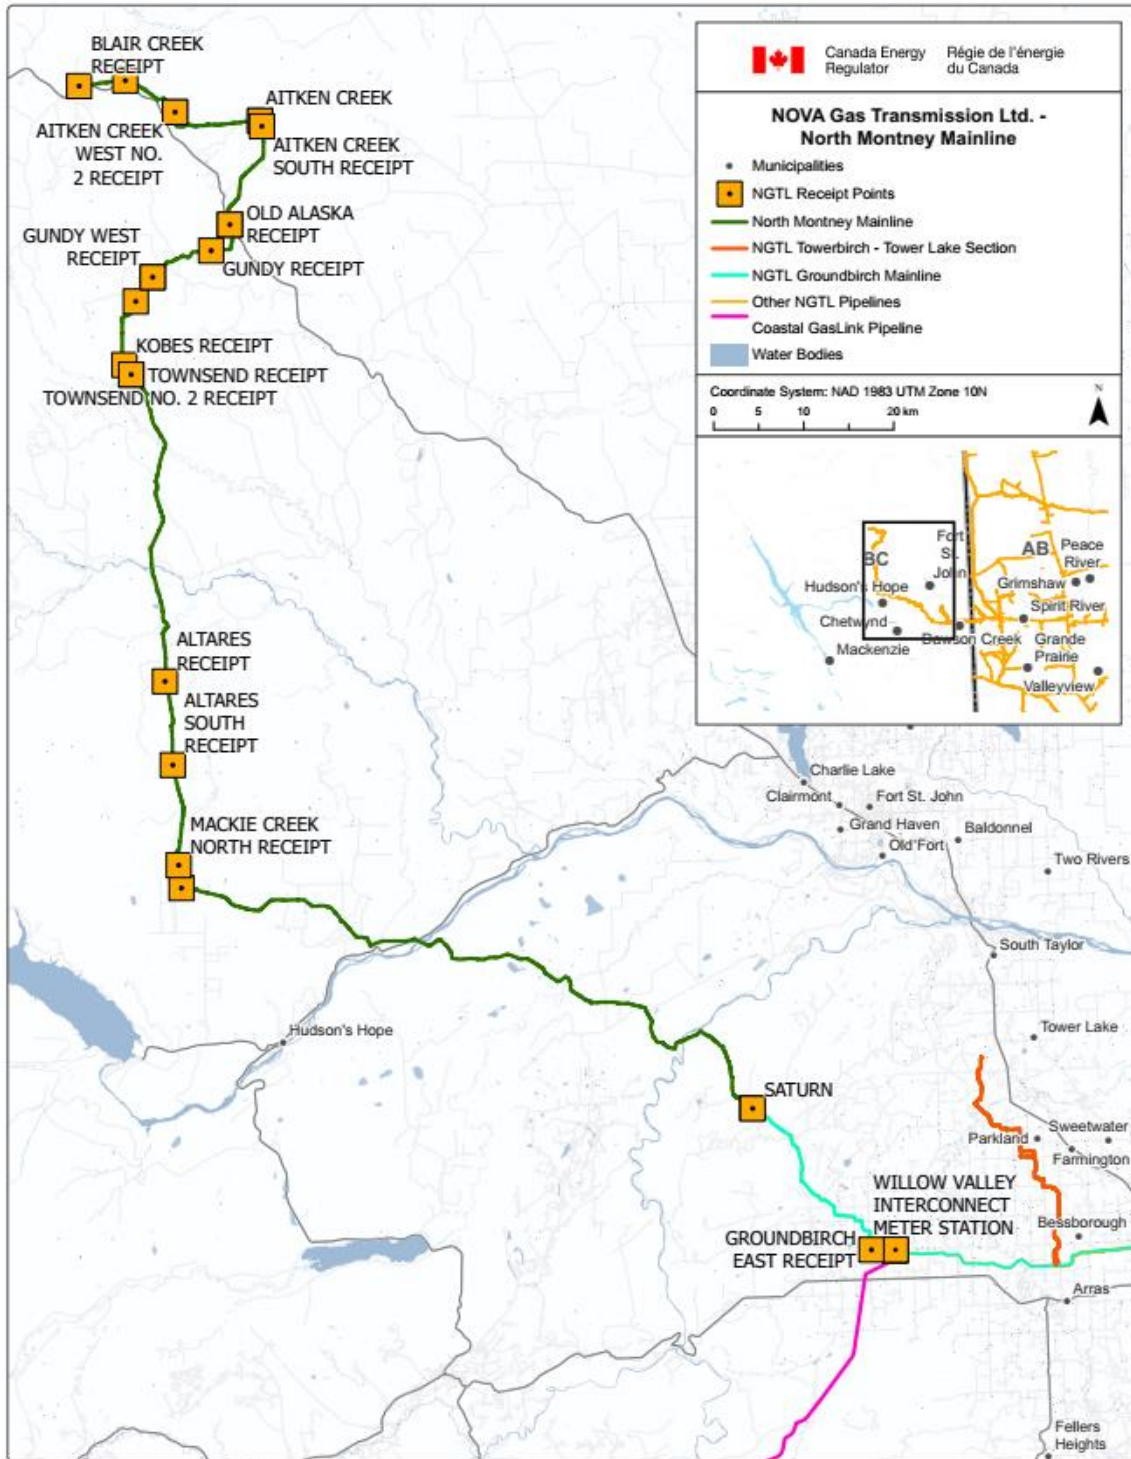 BLAIR CREEK
RECEIPT
AITKEN CREEK
AITKEN CREEK
WEST NO.
2 RECEIPT
AITKEN CREEK
SOUTH RECEIPT
OLD ALASKA
RECEIPT
GUNDY WEST
RECEIPT
GUNDY RECEIPT
KOBES RECEIPT
TOWNSEND RECEIPT
TOWNSEND NO. 2 RECEIPT
ALTARES
RECEIPT
ALTARES
SOUTH
RECEIPT
MACKIE CREEK
NORTH RECEIPT
Hudson's Hope
SATURN
WILLOW VALLEY
INTERCONNECT
METER STATION
GROUNDBIRCH
EAST RECEIPT
Canada Energy
Regulator
Régie de l'énergie
du Canada
NOVA Gas Transmission Ltd. -
North Montney Mainline
Municipalities
NGTL Receipt Points
North Montney Mainline
NGTL Towerbirch - Tower Lake Section
NGTL Groundbirch Mainline
Other NGTL Pipelines
Coastal GasLink Pipeline
Water Bodies
Coordinate System: NAD 1983 UTM Zone 10N
N
0 5 10 20 km
BC
Fort
St.
John
AB
Peace
River
Hudson's Hope
Grimshaw
Spirit River
Chetwynd
Dawson Creek
Grande
Prairie
Mackenzie
Valleyview
Charlie Lake
Clairmont
Fort St. John
Grand Haven
Baldonnel
Old Fort
Two Rivers
South Taylor
Tower Lake
Sweetwater
Parkland
Farmington
Bessborough
Arras
Fellers
Heights